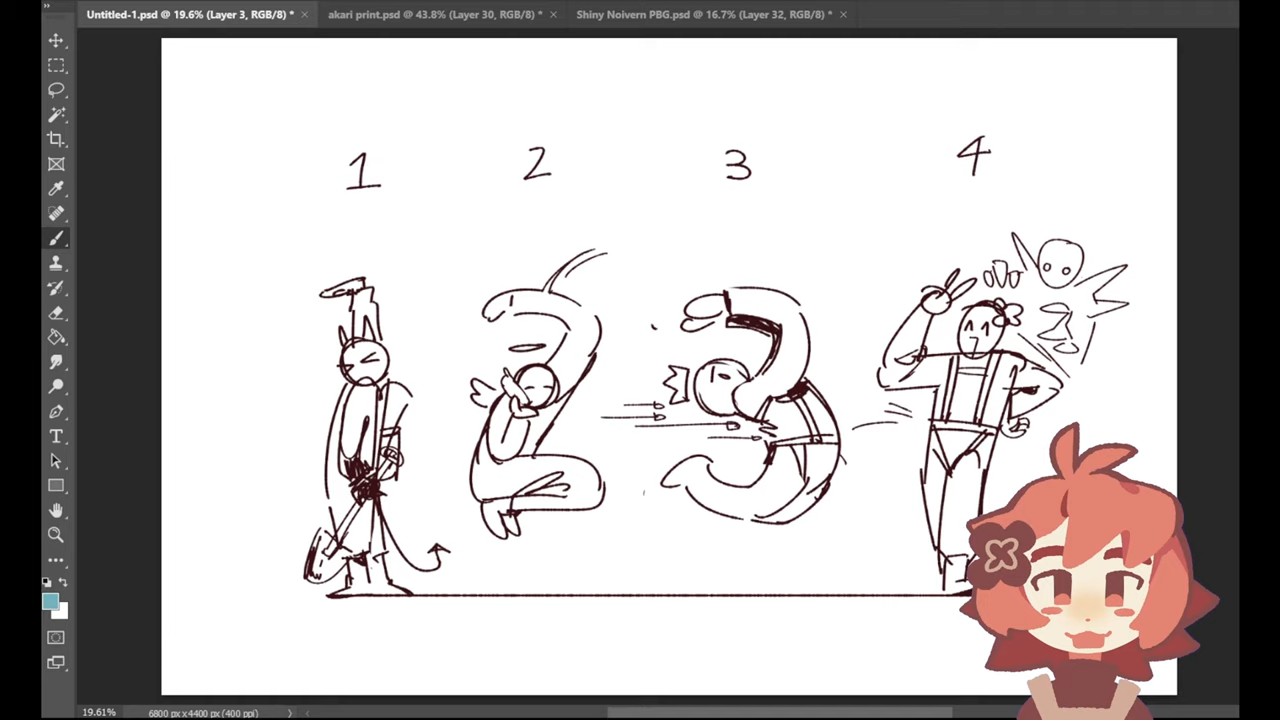 Untitled-1.psd @ 19.6% (Layer 3, RGB/8) *
akari print.psd @ 43.8% (Layer 30, RGB/8) *
Shiny Noivern PBG.psd @ 16.7% (Layer 32, RGB/8) *
1 2 3 4
19.61% 6800 px x 4400 px (400 ppi)